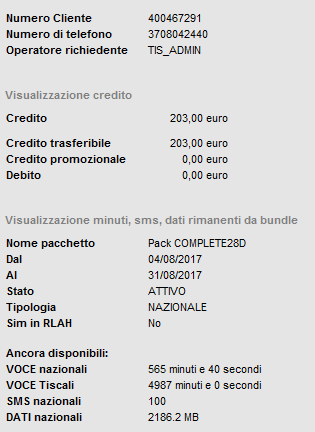 Numero Cliente 400467291
Numero di telefono 3708042440
Operatore richiedente TIS_ADMIN
Visualizzazione credito
Credito 203,00 euro
Credito trasferibile 203,00 euro
Credito promozionale 0,00 euro
Debito 0,00 euro
Visualizzazione minuti, sms, dati rimanenti da bundle
Nome pacchetto Pack COMPLETE28D
Dal 04/08/2017
Al 31/08/2017
Stato ATTIVO
Tipologia NAZIONALE
Sim in RLAH No
Ancora disponibili:
VOCE nazionali 565 minuti e 40 secondi
VOCE Tiscali 4987 minuti e 0 secondi
SMS nazionali 100
DATI nazionali 2186.2 MB